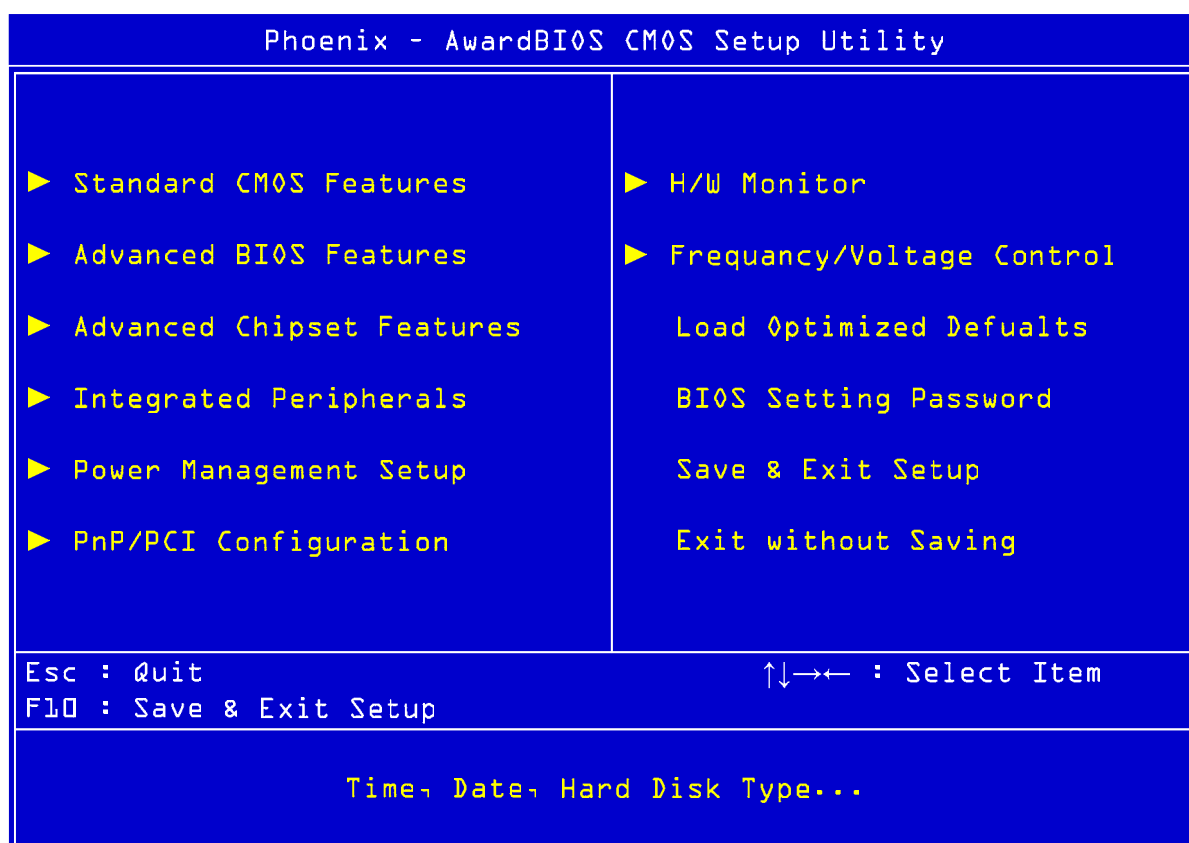 Phoenix - AwardBIOS CMOS Setup Utility
▶ Standard CMOS Features
▶ Advanced BIOS Features
▶ Advanced Chipset Features
▶ Integrated Peripherals
▶ Power Management Setup
▶ PnP/PCI Configuration
▶ H/W Monitor
▶ Frequancy/Voltage Control
Load Optimized Defualts
BIOS Setting Password
Save & Exit Setup
Exit without Saving
Esc : Quit
F10 : Save & Exit Setup
↑↓→← : Select Item
Time, Date, Hard Disk Type...